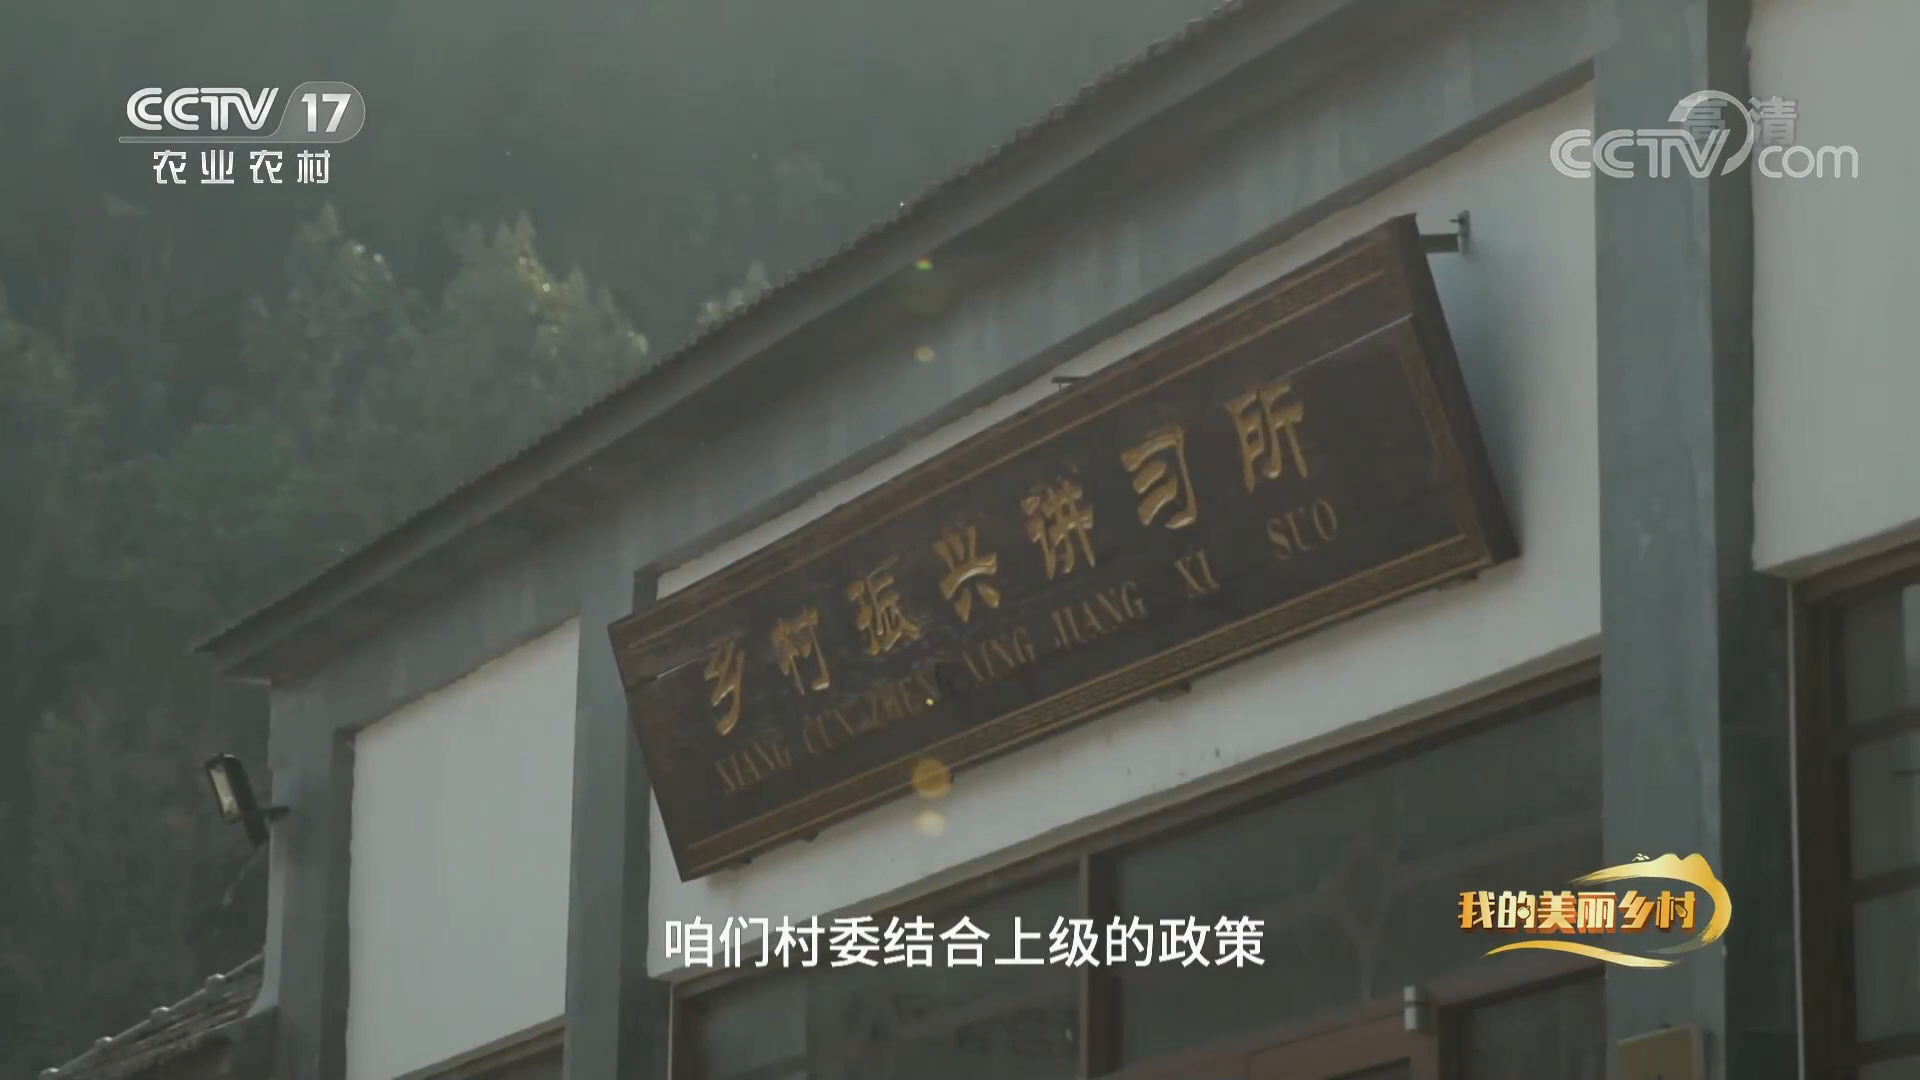 CCTV 17
农业农村
高清
CCTV com
乡村振兴讲习所
XIANG CUN ZHEN XING JIANG XI SUO
我的美丽乡村
咱们村委结合上级的政策